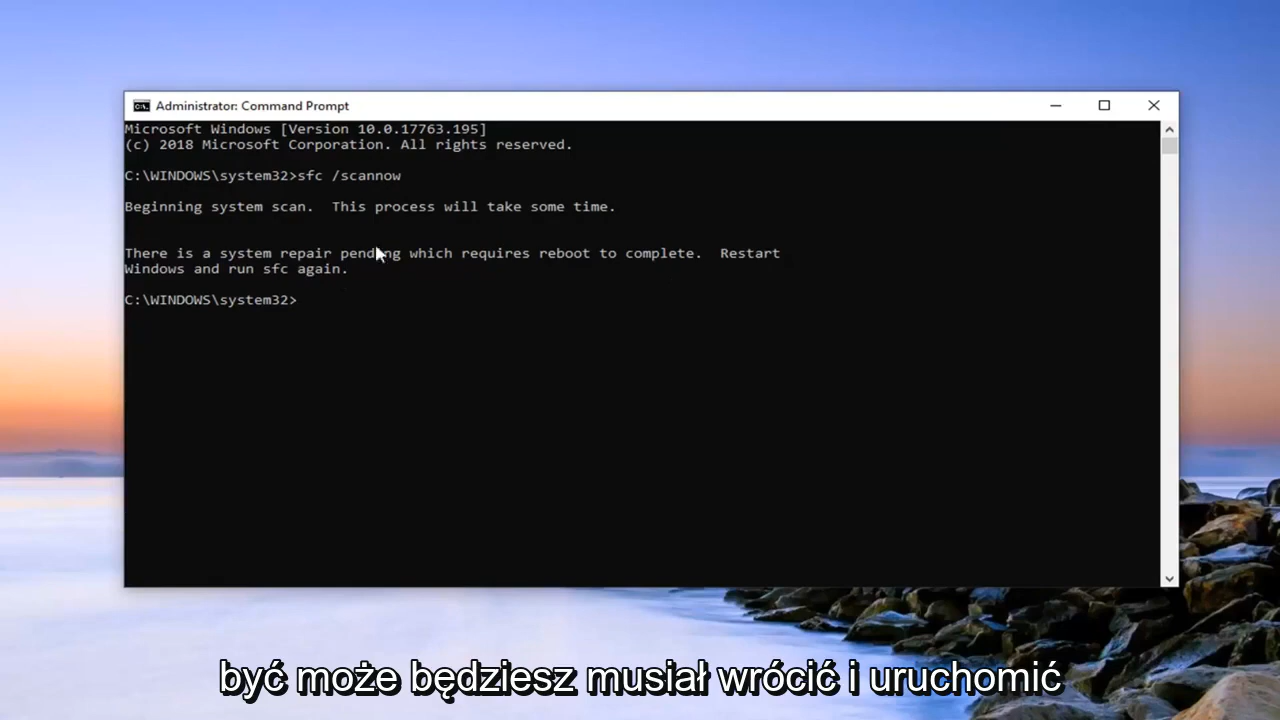 Administrator: Command Prompt
Microsoft Windows [Version 10.0.17763.195]
(c) 2018 Microsoft Corporation. All rights reserved.
C:\WINDOWS\system32>sfc /scannow
Beginning system scan.  This process will take some time.
There is a system repair pending which requires reboot to complete.  Restart
Windows and run sfc again.
C:\WINDOWS\system32>
być może będziesz musiał wrócić i uruchomić